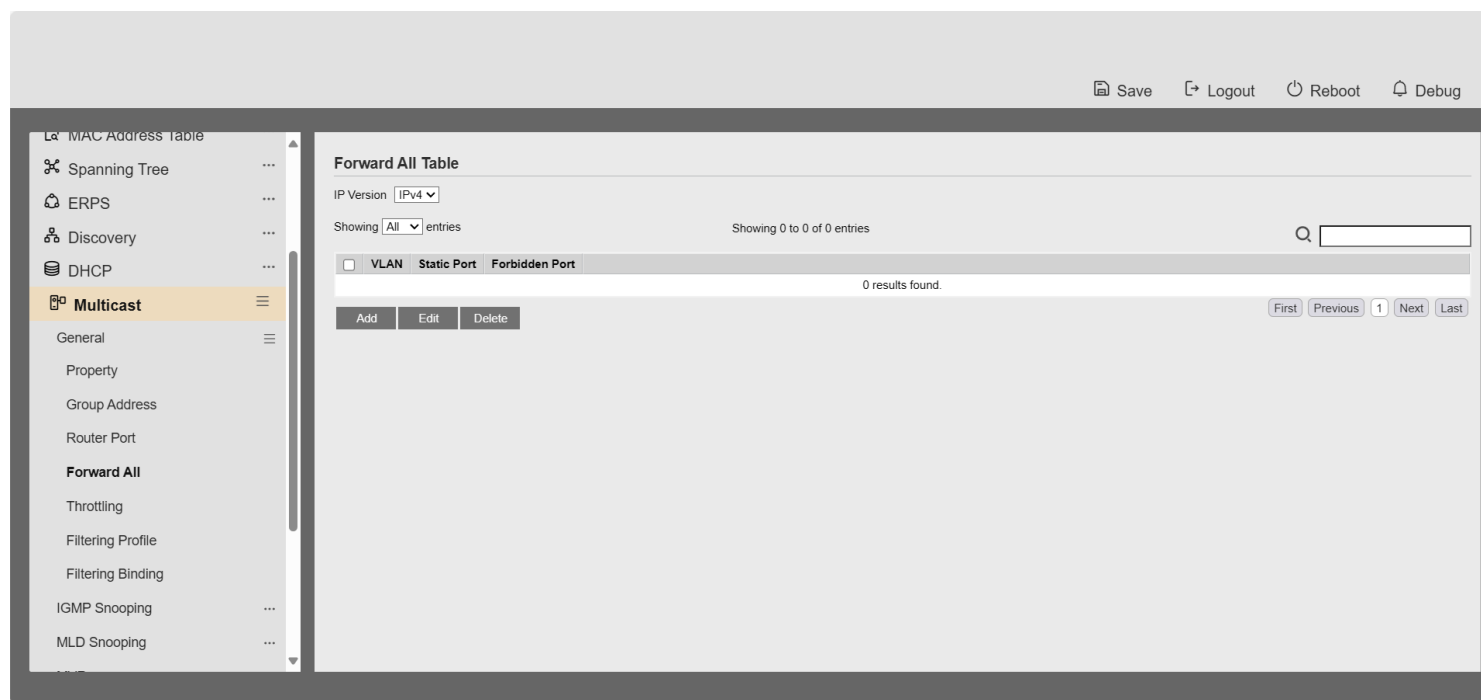 Save Logout Reboot Debug
MAC Address Table
Spanning Tree ...
ERPS ...
Discovery ...
DHCP ...
Multicast
General
Property
Group Address
Router Port
Forward All
Throttling
Filtering Profile
Filtering Binding
IGMP Snooping ...
MLD Snooping ...
Forward All Table
IP Version IPv4
Showing All entries Showing 0 to 0 of 0 entries
VLAN Static Port Forbidden Port
0 results found.
First Previous 1 Next Last
Add Edit Delete